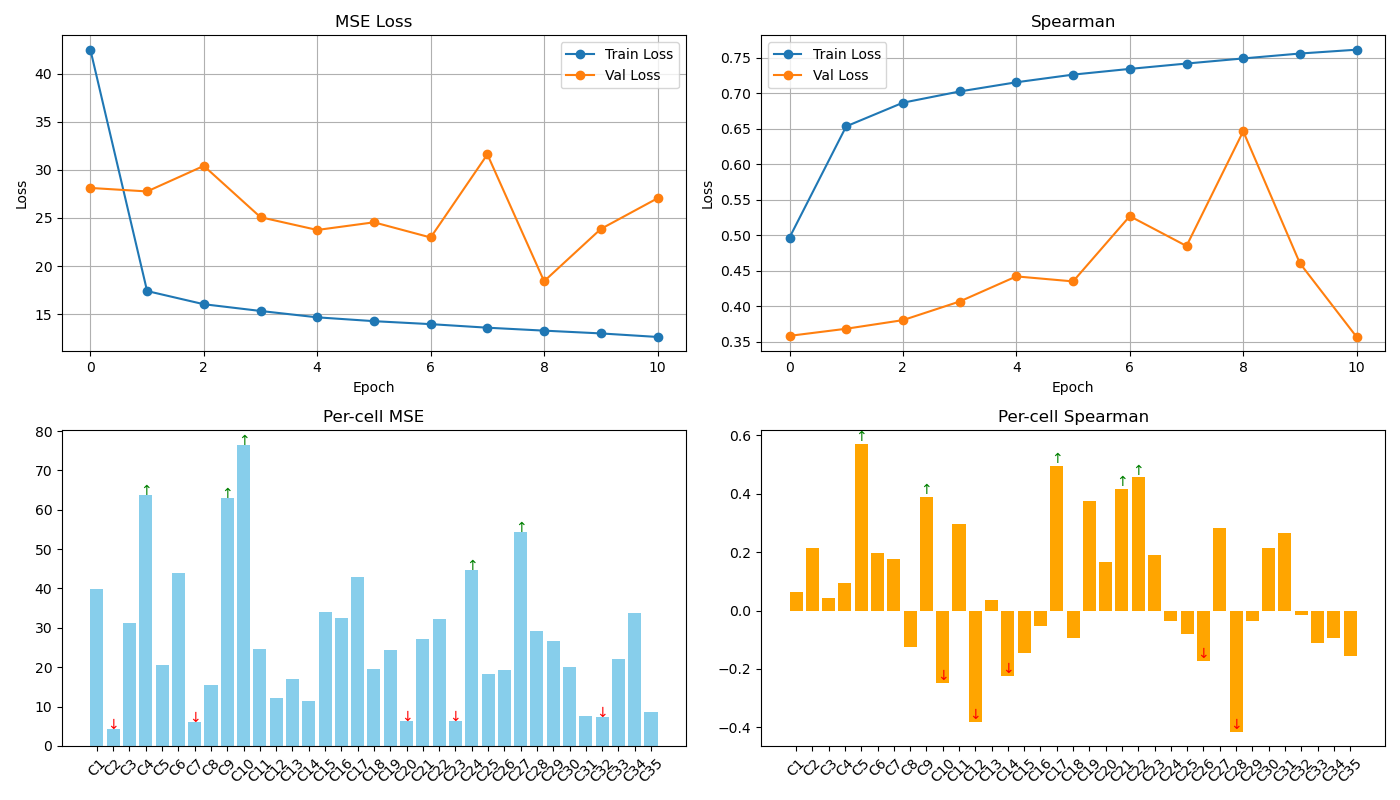 MSE Loss
Train Loss
Val Loss
40
35
30
25
20
15
Loss
0 2 4 6 8 10
Epoch
Spearman
Train Loss
Val Loss
0.75
0.70
0.65
0.60
0.55
0.50
0.45
0.40
0.35
Loss
0 2 4 6 8 10
Epoch
Per-cell MSE
80
70
60
50
40
30
20
10
0
↑ ↑ ↑ ↑ ↑
↓ ↓ ↓ ↓ ↓
C1 C2 C3 C4 C5 C6 C7 C8 C9 C10 C11 C12 C13 C14 C15 C16 C17 C18 C19 C20 C21 C22 C23 C24 C25 C26 C27 C28 C29 C30 C31 C32 C33 C34 C35
Per-cell Spearman
0.6
0.4
0.2
0.0
−0.2
−0.4
↑ ↑ ↑ ↑ ↑
↓ ↓ ↓ ↓ ↓
C1 C2 C3 C4 C5 C6 C7 C8 C9 C10 C11 C12 C13 C14 C15 C16 C17 C18 C19 C20 C21 C22 C23 C24 C25 C26 C27 C28 C29 C30 C31 C32 C33 C34 C35